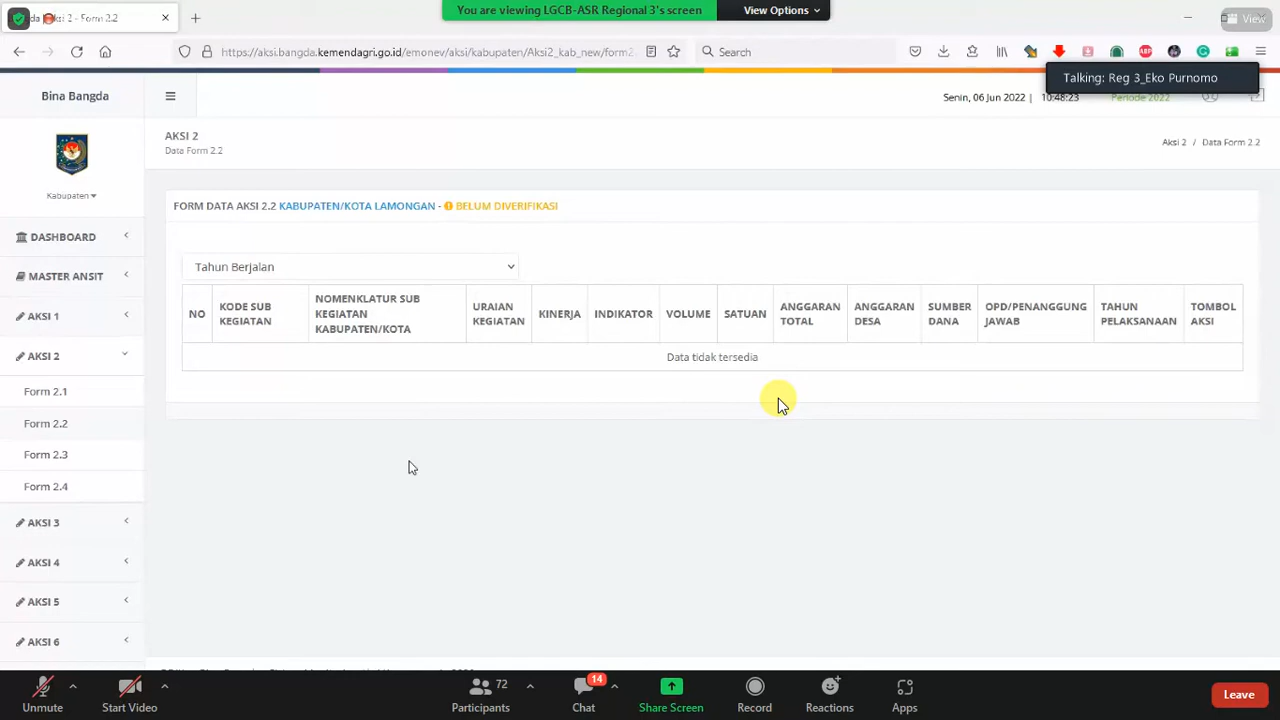 You are viewing LGCB-ASR Regional 3's screen
View Options
Form 2.2
View
https://aksi.bangda.kemendagri.go.id/emonev/aksi/kabupaten/Aksi2_kab_new/form2
Search
Talking: Reg 3_Eko Purnomo
Bina Bangda
Senin, 06 Jun 2022 | 10:48:23
Periode 2022
AKSI 2
Data Form 2.2
Aksi 2 / Data Form 2.2
Kabupaten
FORM DATA AKSI 2.2 KABUPATEN/KOTA LAMONGAN - BELUM DIVERIFIKASI
DASHBOARD
MASTER ANSIT
AKSI 1
AKSI 2
Form 2.1
Form 2.2
Form 2.3
Form 2.4
AKSI 3
AKSI 4
AKSI 5
AKSI 6
Tahun Berjalan
NO
KODE SUB
KEGIATAN
NOMENKLATUR SUB
KEGIATAN
KABUPATEN/KOTA
URAIAN
KEGIATAN
KINERJA
INDIKATOR
VOLUME
SATUAN
ANGGARAN
TOTAL
ANGGARAN
DESA
SUMBER
DANA
OPD/PENANGGUNG
JAWAB
TAHUN
PELAKSANAAN
TOMBOL
AKSI
Data tidak tersedia
Unmute
Start Video
72
Participants
14
Chat
Share Screen
Record
Reactions
Apps
Leave